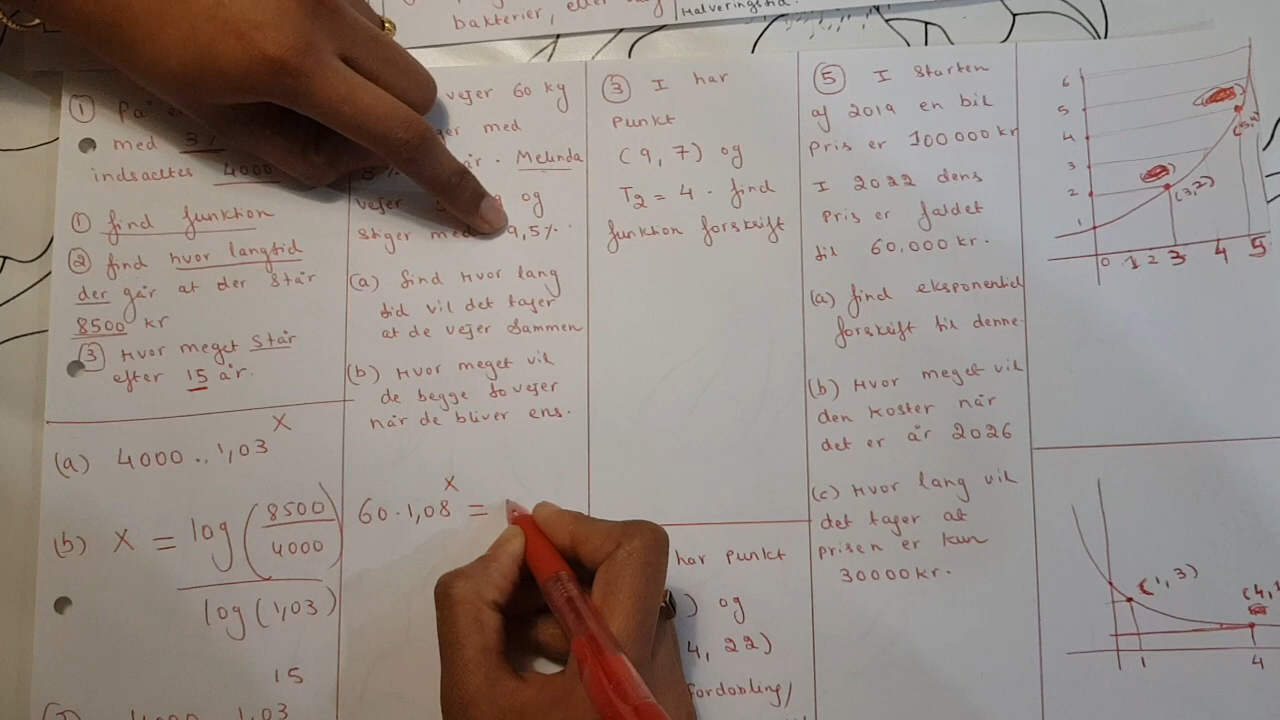 bakterier,
Halveringstid.
① På
med 3%
indsættes 4000
① find funktion
② find hvor langtid
der går at der står
8500 kr
③ Hvor meget står
efter 15 år.
(a) 4000 · 1,03^x
(b) x = log(8500/4000) / log(1,03)
4000 1,03^15
vejer 60 kg
med
8% år. Melinda
vejer og
stiger med 9,5%.
(a) find Hvor lang
tid vil det tager
at de vejer sammen
(b) Hvor meget vil
de begge to vejer
når de bliver ens.
60 · 1,08^x =
③ I har
punkt
(9, 7) og
T₂ = 4 . find
funktion forskrift
har punkt
) og
4, 22)
fordobling/
⑤ I starten
af 2019 en bil
pris er 100000 kr
I 2022 dens
pris er faldet
til 60.000 kr.
(a) find eksponentiel
forskrift til denne
(b) Hvor meget vil
den koster når
det er år 2026
(c) Hvor lang vil
det tager at
prisen er kun
30000 kr.
6
5
4
3
2
1
(3,2)
0 1 2 3 4 5
(1,3)
(4,
1 4